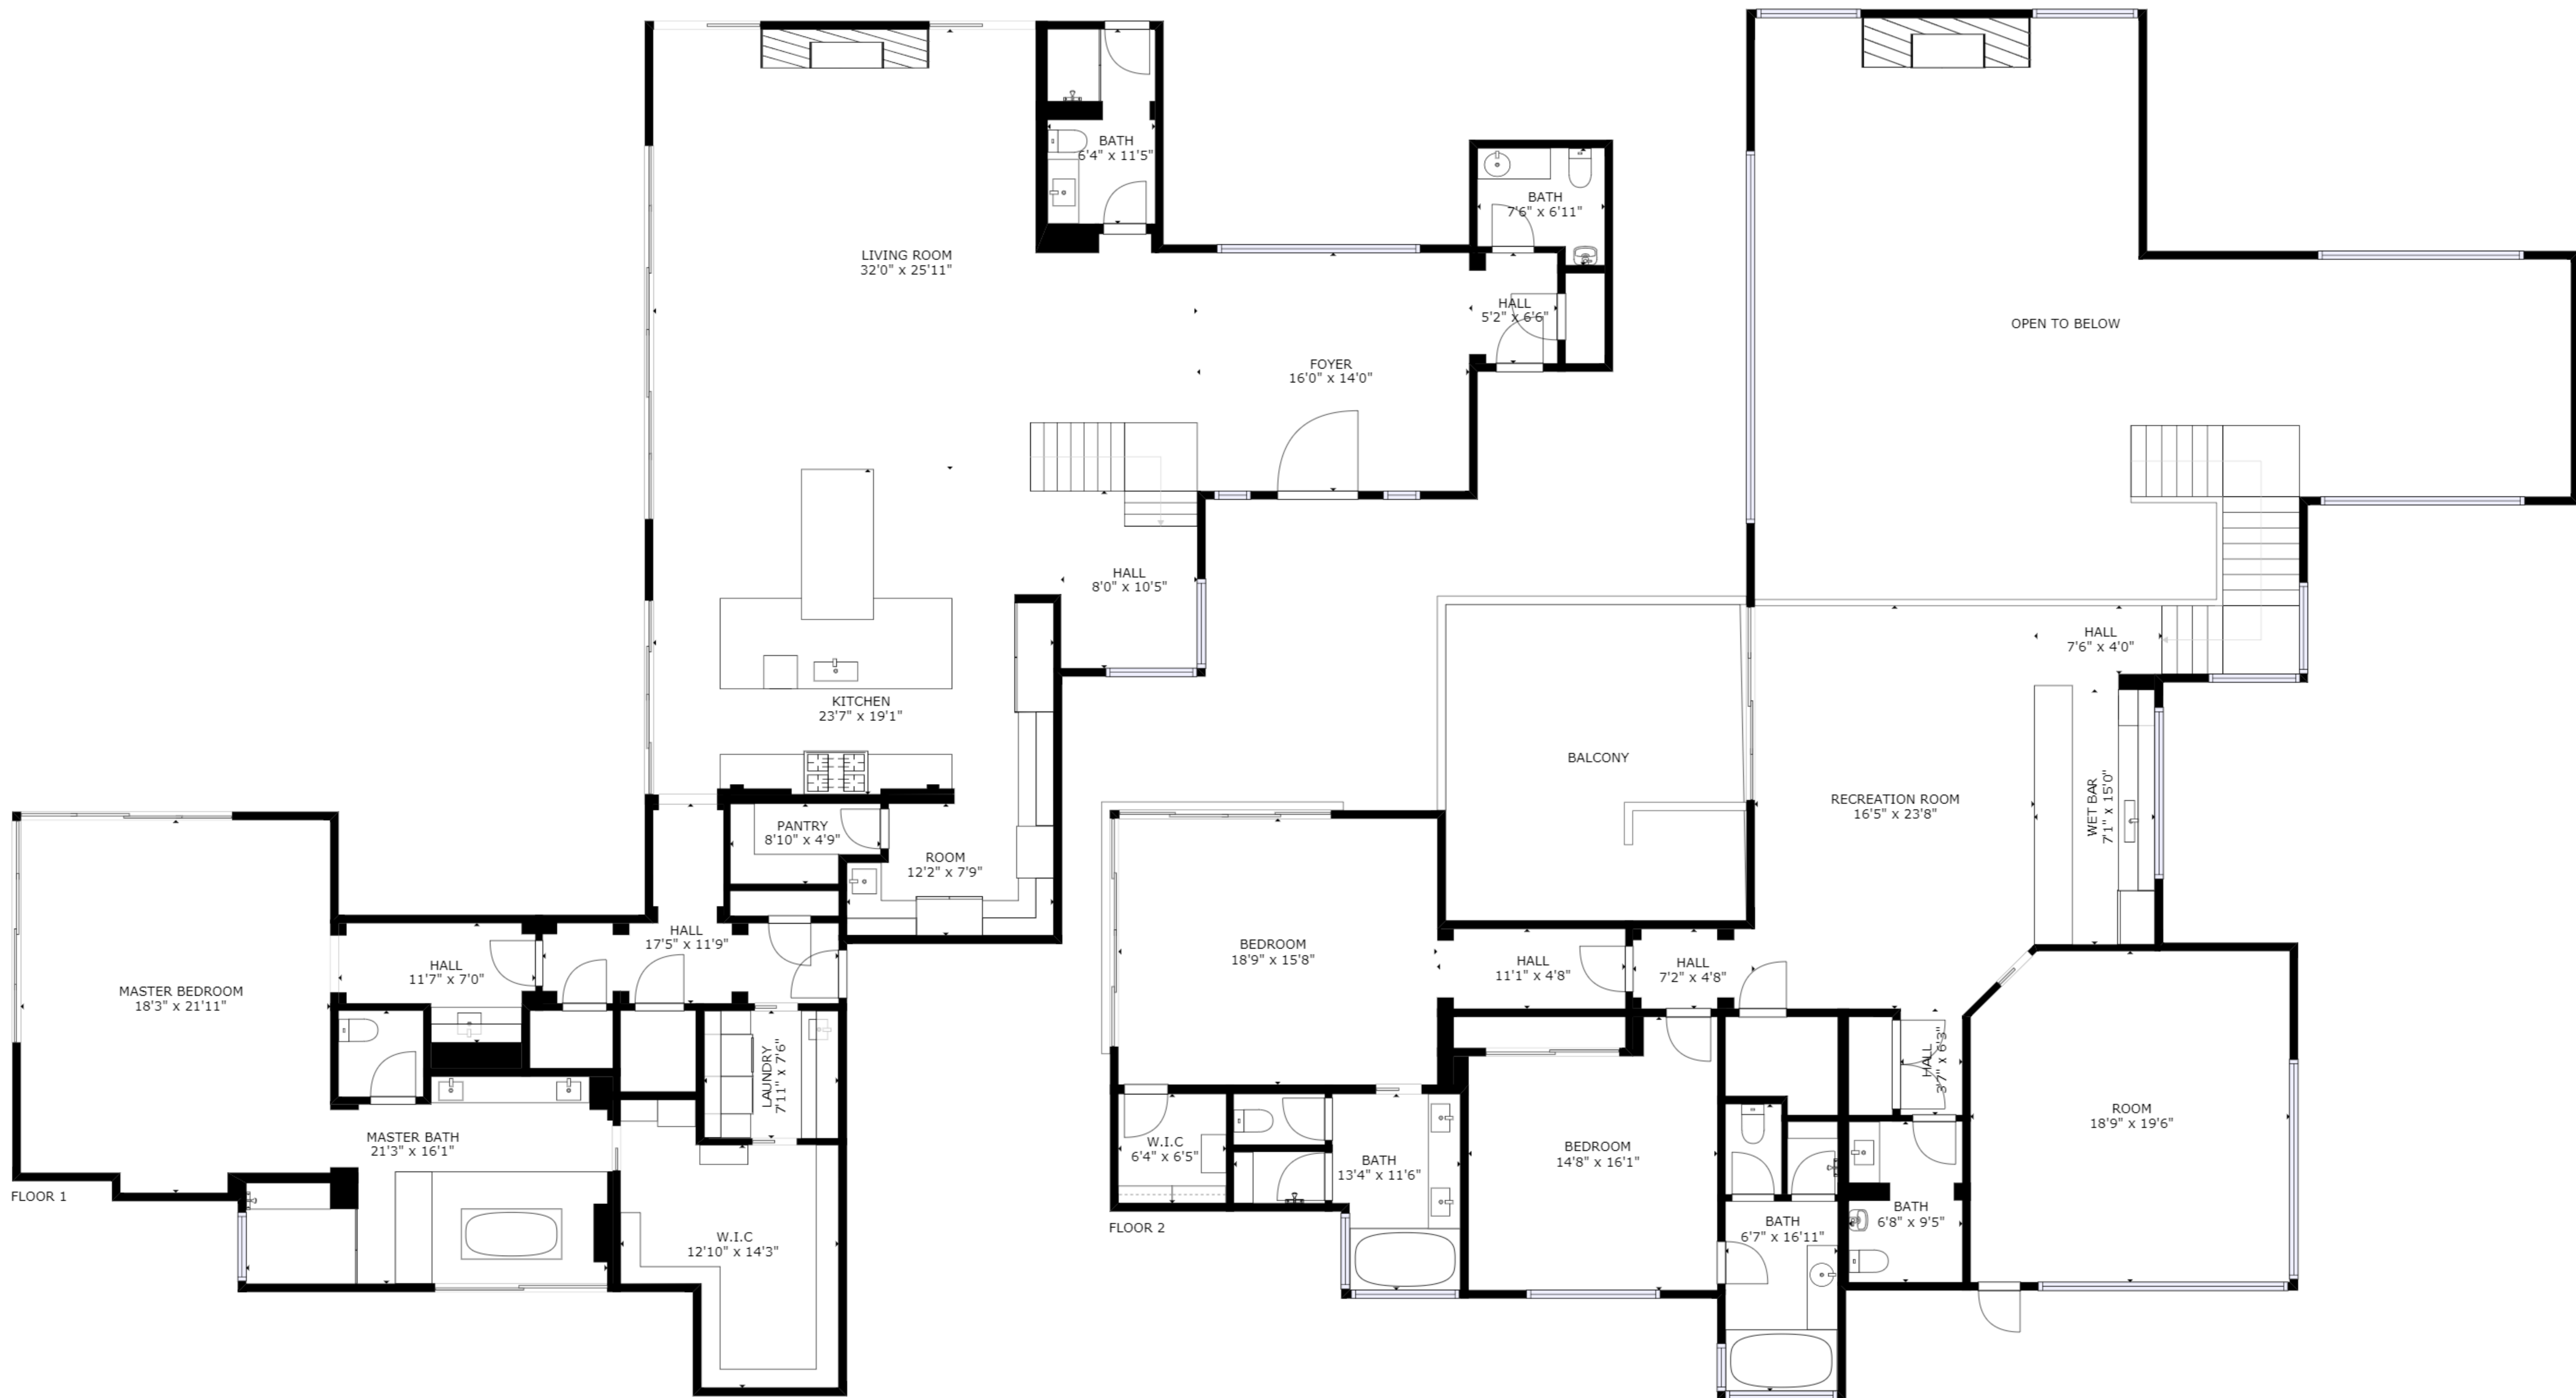 BATH
6'4" x 11'5"
LIVING ROOM
32'0" x 25'11"
BATH
7'6" x 6'11"
HALL
5'2" x 6'6"
FOYER
16'0" x 14'0"
HALL
8'0" x 10'5"
KITCHEN
23'7" x 19'1"
PANTRY
8'10" x 4'9"
ROOM
12'2" x 7'9"
HALL
17'5" x 11'9"
HALL
11'7" x 7'0"
MASTER BEDROOM
18'3" x 21'11"
LAUNDRY
7'11" x 7'6"
MASTER BATH
21'3" x 16'1"
W.I.C
12'10" x 14'3"
FLOOR 1
OPEN TO BELOW
HALL
7'6" x 4'0"
BALCONY
RECREATION ROOM
16'5" x 23'8"
WET BAR
7'1" x 15'0"
BEDROOM
18'9" x 15'8"
HALL
11'1" x 4'8"
HALL
7'2" x 4'8"
HALL
3'7" x 6'3"
ROOM
18'9" x 19'6"
W.I.C
6'4" x 6'5"
BATH
13'4" x 11'6"
BEDROOM
14'8" x 16'1"
BATH
6'7" x 16'11"
BATH
6'8" x 9'5"
FLOOR 2